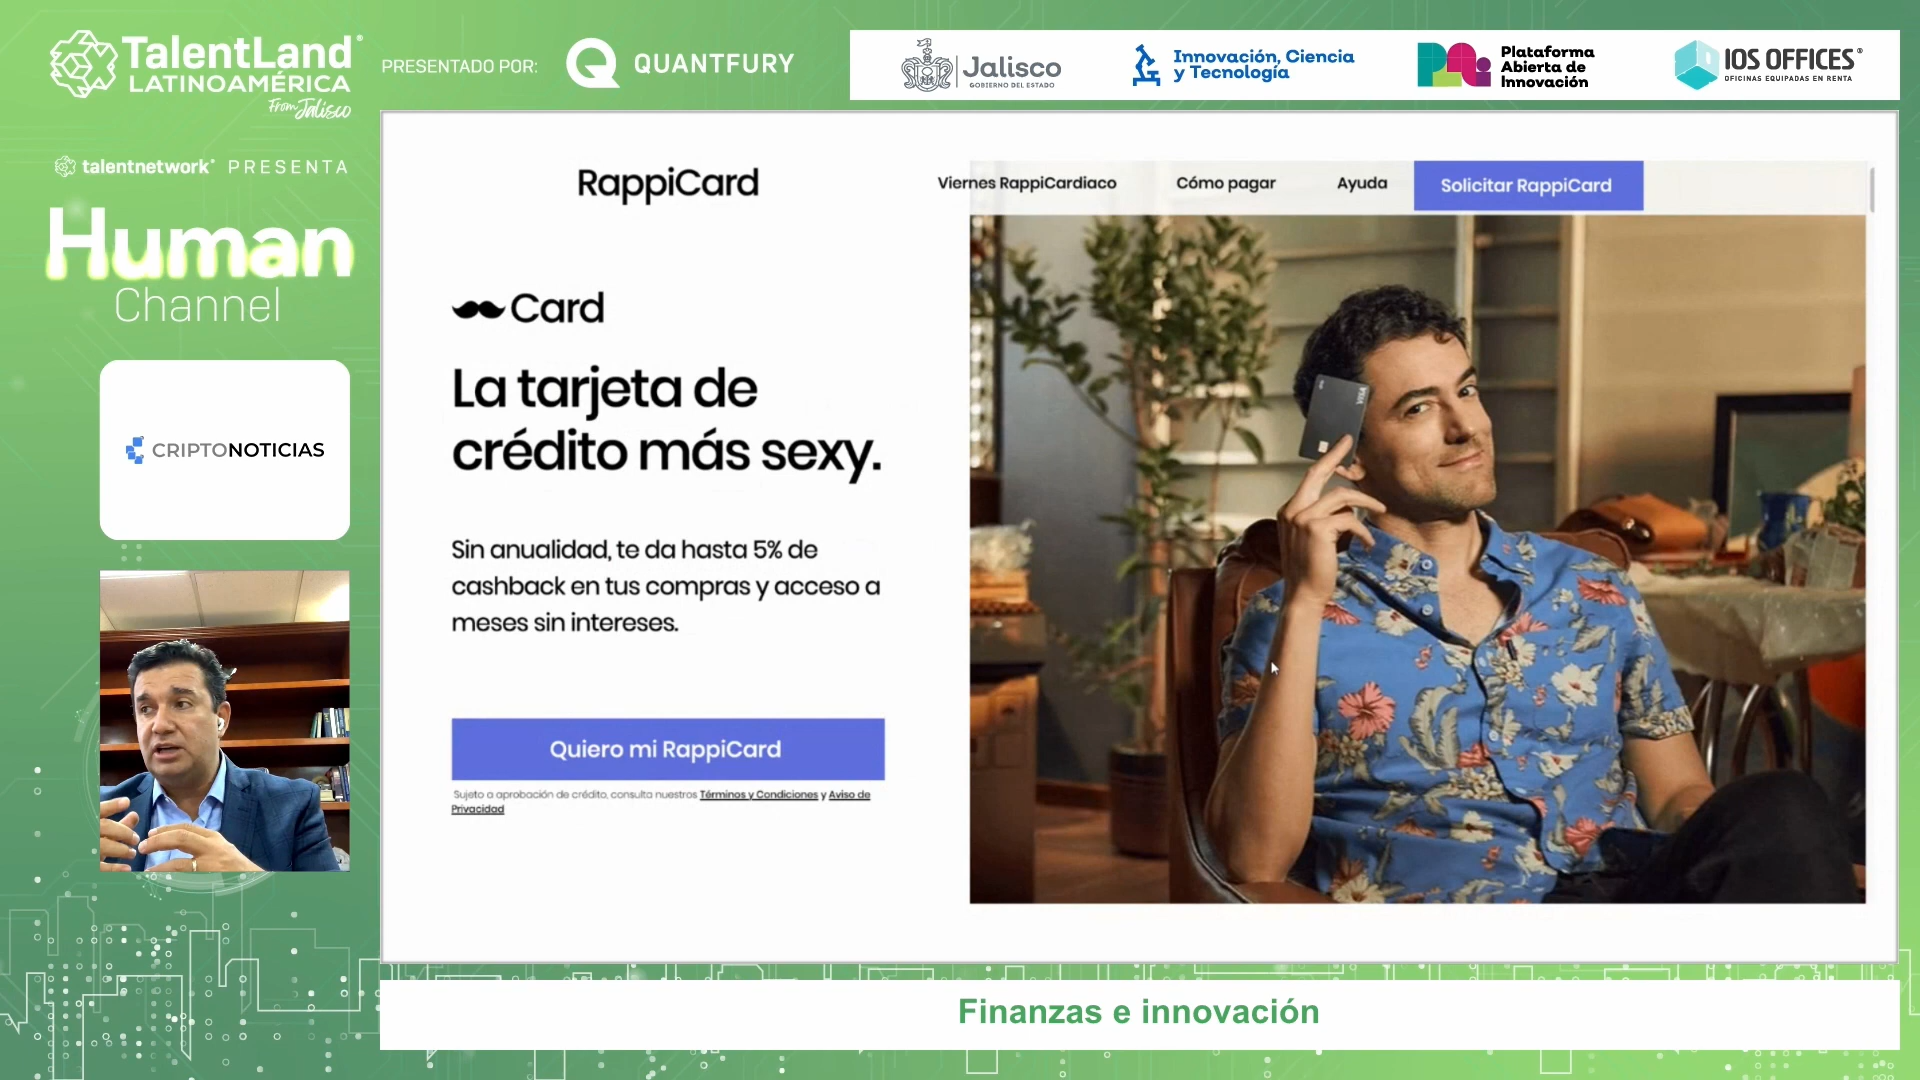 TalentLand®
LATINOAMÉRICA
From Jalisco
PRESENTADO POR:
QUANTFURY
Jalisco
GOBIERNO DEL ESTADO
Innovación, Ciencia
y Tecnología
Plataforma
Abierta de
Innovación
IOS OFFICES®
OFICINAS EQUIPADAS EN RENTA
talentnetwork® PRESENTA
Human
Channel
CRIPTONOTICIAS
RappiCard
Viernes RappiCardiaco
Cómo pagar
Ayuda
Solicitar RappiCard
Card
La tarjeta de
crédito más sexy.
Sin anualidad, te da hasta 5% de
cashback en tus compras y acceso a
meses sin intereses.
Quiero mi RappiCard
Sujeto a aprobación de crédito, consulta nuestros Términos y Condiciones y Aviso de
Privacidad
VISA
Finanzas e innovación